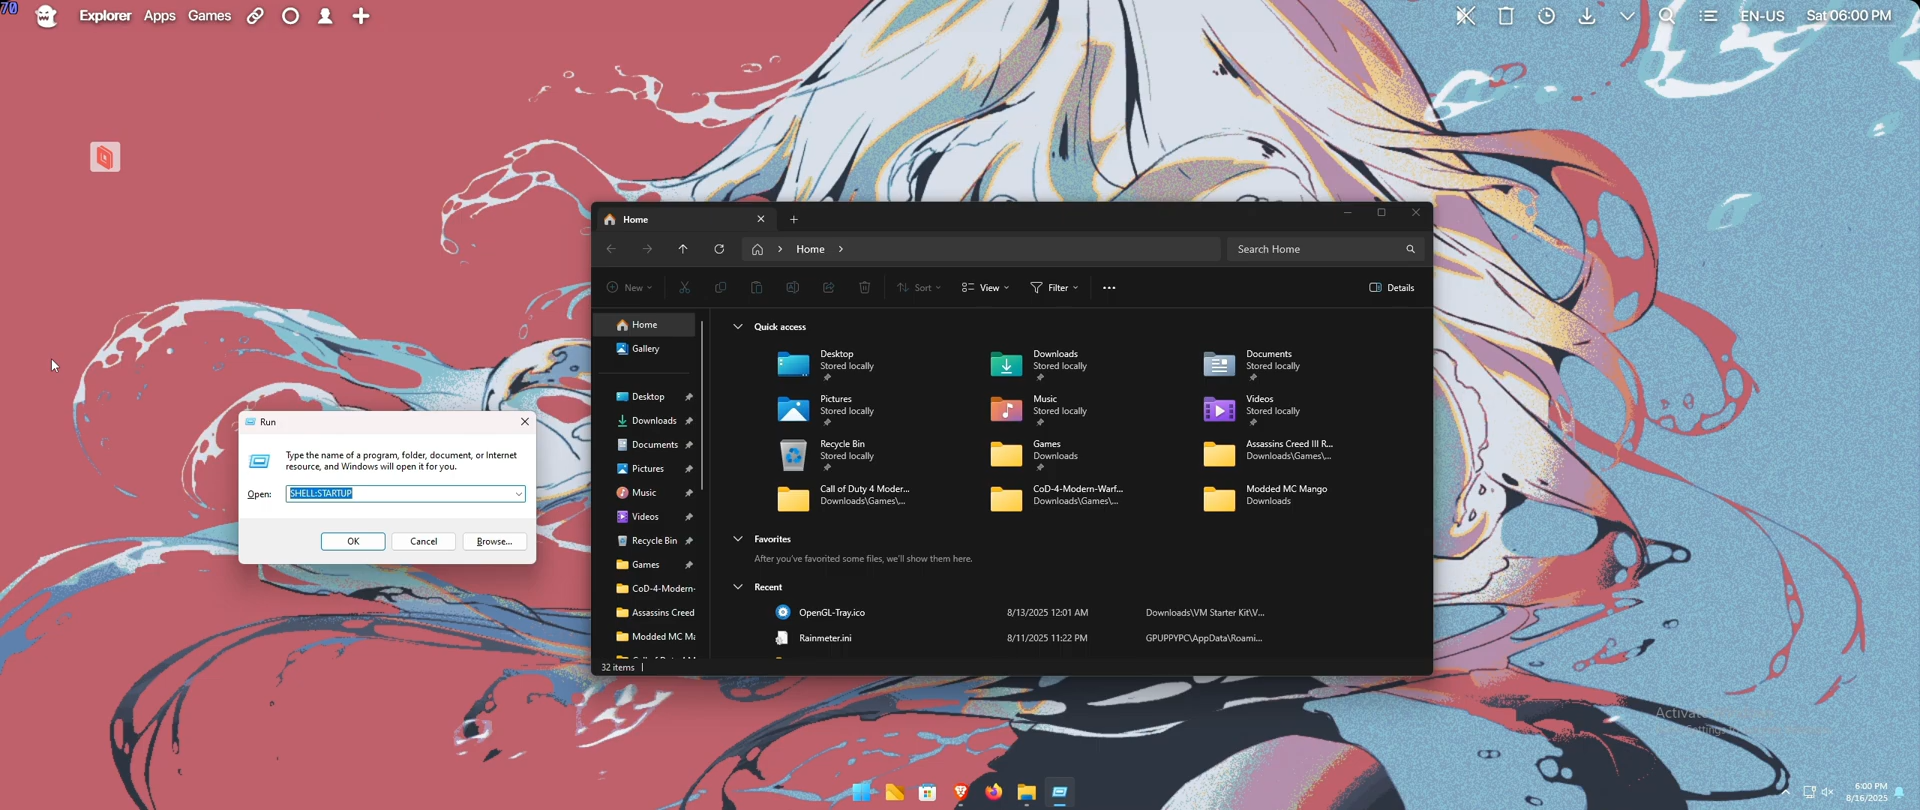 70
Explorer Apps Games
EN-US Sat 06:00 PM
Home
Home
Search Home
New
Sort
View
Filter
Details
Home
Gallery
Desktop
Downloads
Documents
Pictures
Music
Videos
Recycle Bin
Games
CoD-4-Modern-
Assassins Creed
Modded MC Ma
Quick access
Desktop
Stored locally
Downloads
Stored locally
Documents
Stored locally
Pictures
Stored locally
Music
Stored locally
Videos
Stored locally
Recycle Bin
Stored locally
Games
Downloads
Assassins Creed III R...
Downloads\Games\...
Call of Duty 4 Moder...
Downloads\Games\...
CoD-4-Modern-Warf...
Downloads\Games\...
Modded MC Mango
Downloads
Favorites
After you've favorited some files, we'll show them here.
Recent
OpenGL-Tray.ico 8/13/2025 12:01 AM Downloads\VM Starter Kit\V...
Rainmeter.ini 8/11/2025 11:22 PM GPUPPYPC\AppData\Roami...
32 items
Run
Type the name of a program, folder, document, or Internet
resource, and Windows will open it for you.
Open: SHELL:STARTUP
OK Cancel Browse...
6:00 PM
8/16/2025